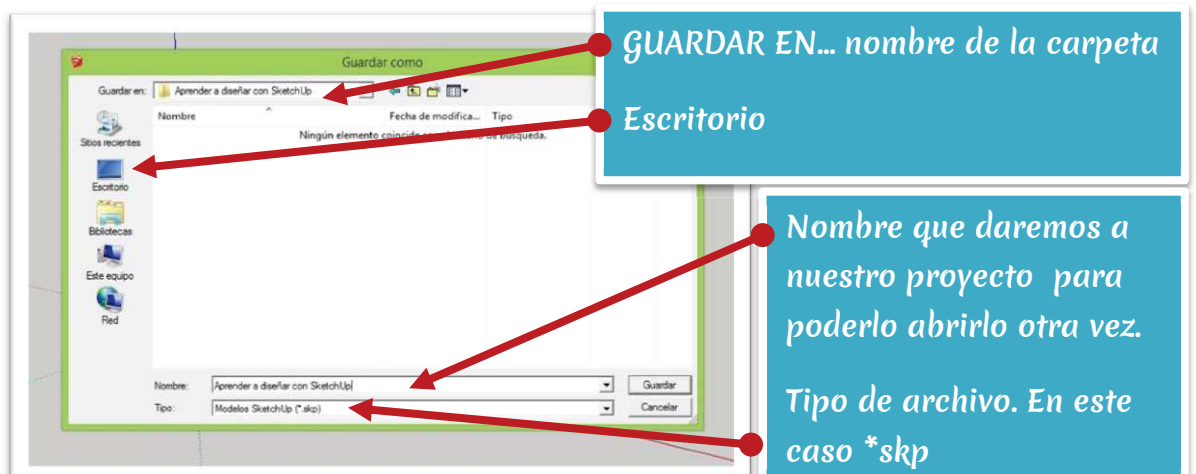 Guardar como
Guardar en:
Aprender a diseñar con SketchUp
Nombre
Fecha de modifica...
Tipo
Ningún elemento coincide de búsqueda.
Sitios recientes
Escritorio
Bibliotecas
Este equipo
Red
Nombre:
Aprender a diseñar con SketchUp
Guardar
Tipo:
Modelos SketchUp (*.skp)
Cancelar
GUARDAR EN... nombre de la carpeta
Escritorio
Nombre que daremos a
nuestro proyecto para
poderlo abrirlo otra vez.
Tipo de archivo. En este
caso *skp